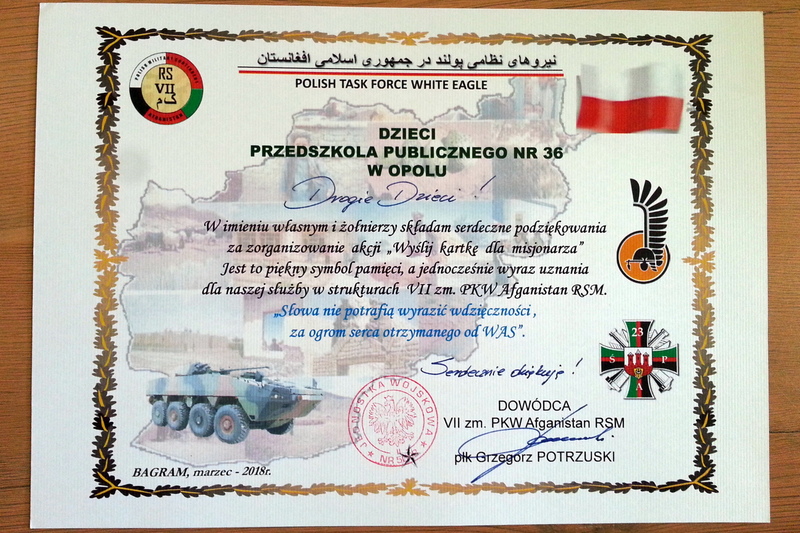 نیروهای نظامی پولند در جمهوری اسلامی افغانستان
POLISH TASK FORCE WHITE EAGLE
POLISH MILITARY CONTINGENT
RS
VII
AFGANISTAN
DZIECI
PRZEDSZKOLA PUBLICZNEGO NR 36
W OPOLU
Drogie Dzieci !
W imieniu własnym i żołnierzy składam serdeczne podziękowania
za zorganizowanie akcji „Wyślij kartkę dla misjonarza”
Jest to piękny symbol pamięci, a jednocześnie wyraz uznania
dla naszej służby w strukturach VII zm. PKW Afganistan RSM.
„Słowa nie potrafią wyrazić wdzięczności ,
za ogrom serca otrzymanego od WAS”.
Serdecznie dziękuję !
23
Ś P
A
JEDNOSTKA WOJSKOWA
DOWÓDCA
VII zm. PKW Afganistan RSM
płk Grzegorz POTRZUSKI
BAGRAM, marzec - 2018r.